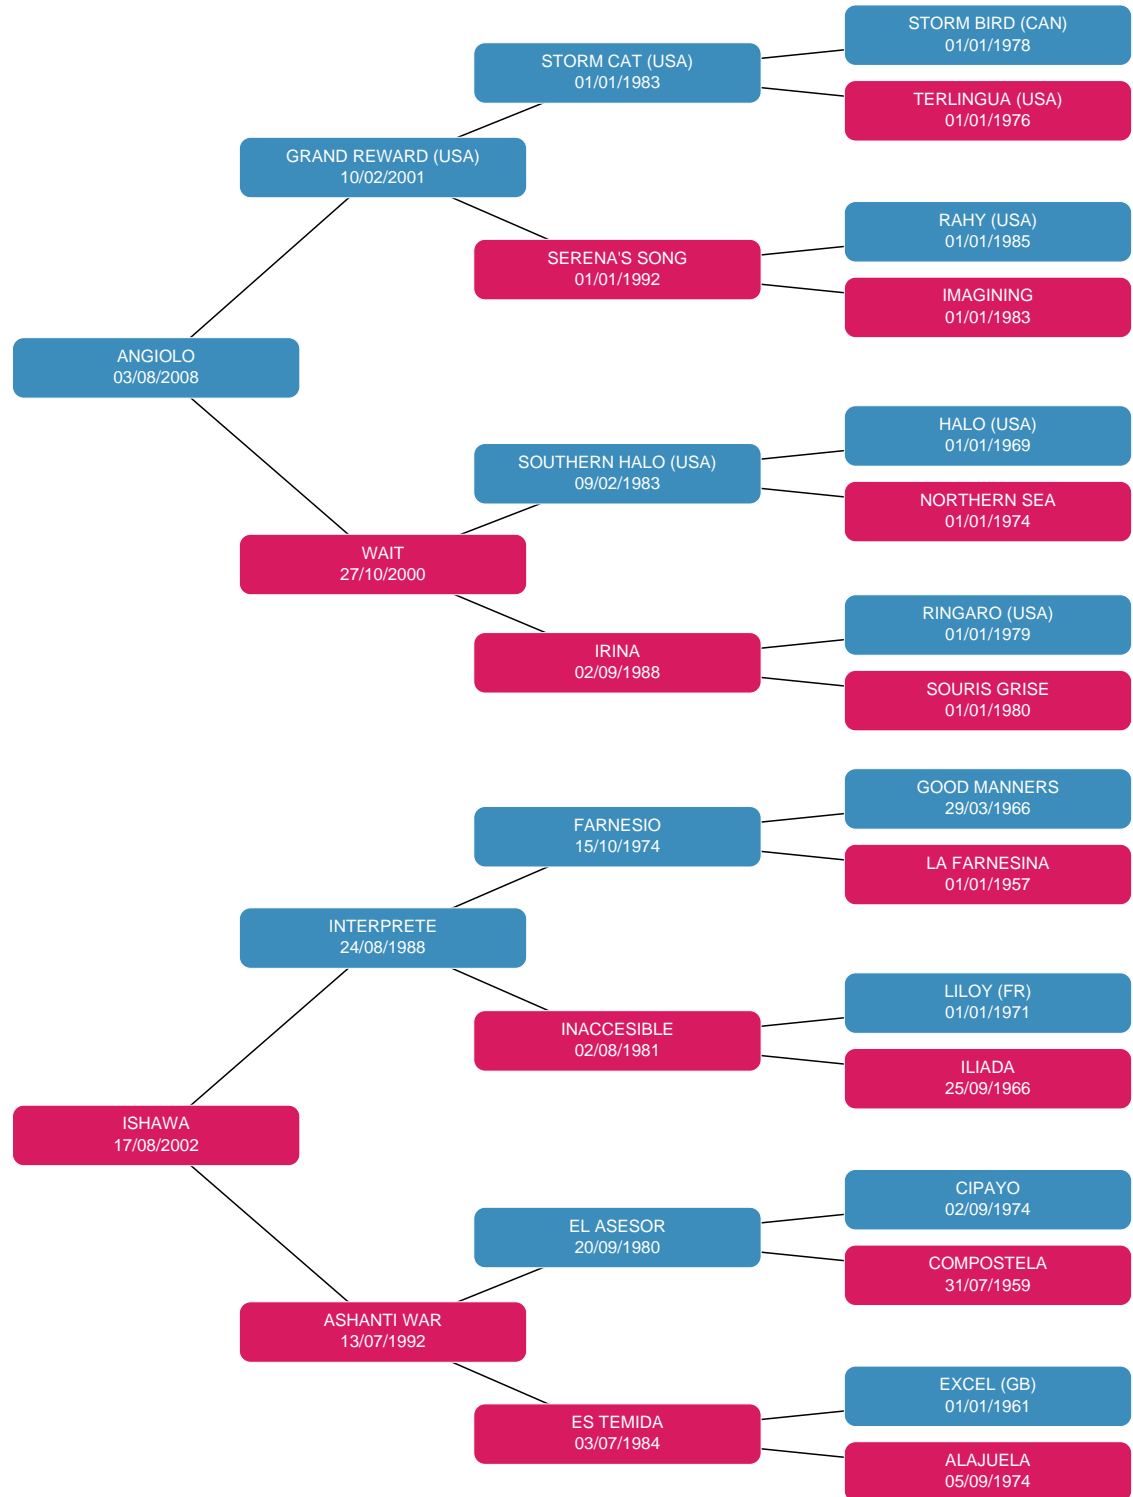 STORM BIRD (CAN)
01/01/1978
STORM CAT (USA)
01/01/1983
TERLINGUA (USA)
01/01/1976
GRAND REWARD (USA)
10/02/2001
RAHY (USA)
01/01/1985
SERENA'S SONG
01/01/1992
IMAGINING
01/01/1983
ANGIOLO
03/08/2008
HALO (USA)
01/01/1969
SOUTHERN HALO (USA)
09/02/1983
NORTHERN SEA
01/01/1974
WAIT
27/10/2000
RINGARO (USA)
01/01/1979
IRINA
02/09/1988
SOURIS GRISE
01/01/1980
GOOD MANNERS
29/03/1966
FARNESIO
15/10/1974
LA FARNESINA
01/01/1957
INTERPRETE
24/08/1988
LILOY (FR)
01/01/1971
INACCESIBLE
02/08/1981
ILIADA
25/09/1966
ISHAWA
17/08/2002
CIPAYO
02/09/1974
EL ASESOR
20/09/1980
COMPOSTELA
31/07/1959
ASHANTI WAR
13/07/1992
EXCEL (GB)
01/01/1961
ES TEMIDA
03/07/1984
ALAJUELA
05/09/1974